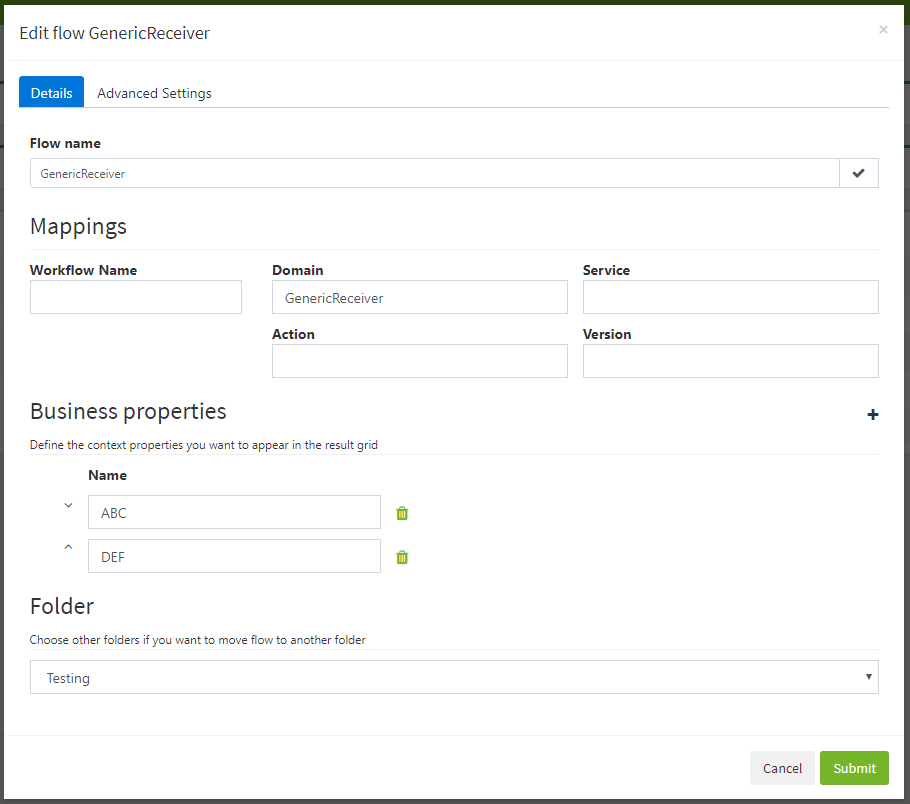 Edit flow GenericReceiver
×
Details
Advanced Settings
Flow name
GenericReceiver
Mappings
Workflow Name
Domain
Service
GenericReceiver
Action
Version
Business properties
Define the context properties you want to appear in the result grid
Name
ABC
DEF
Folder
Choose other folders if you want to move flow to another folder
Testing
Cancel
Submit